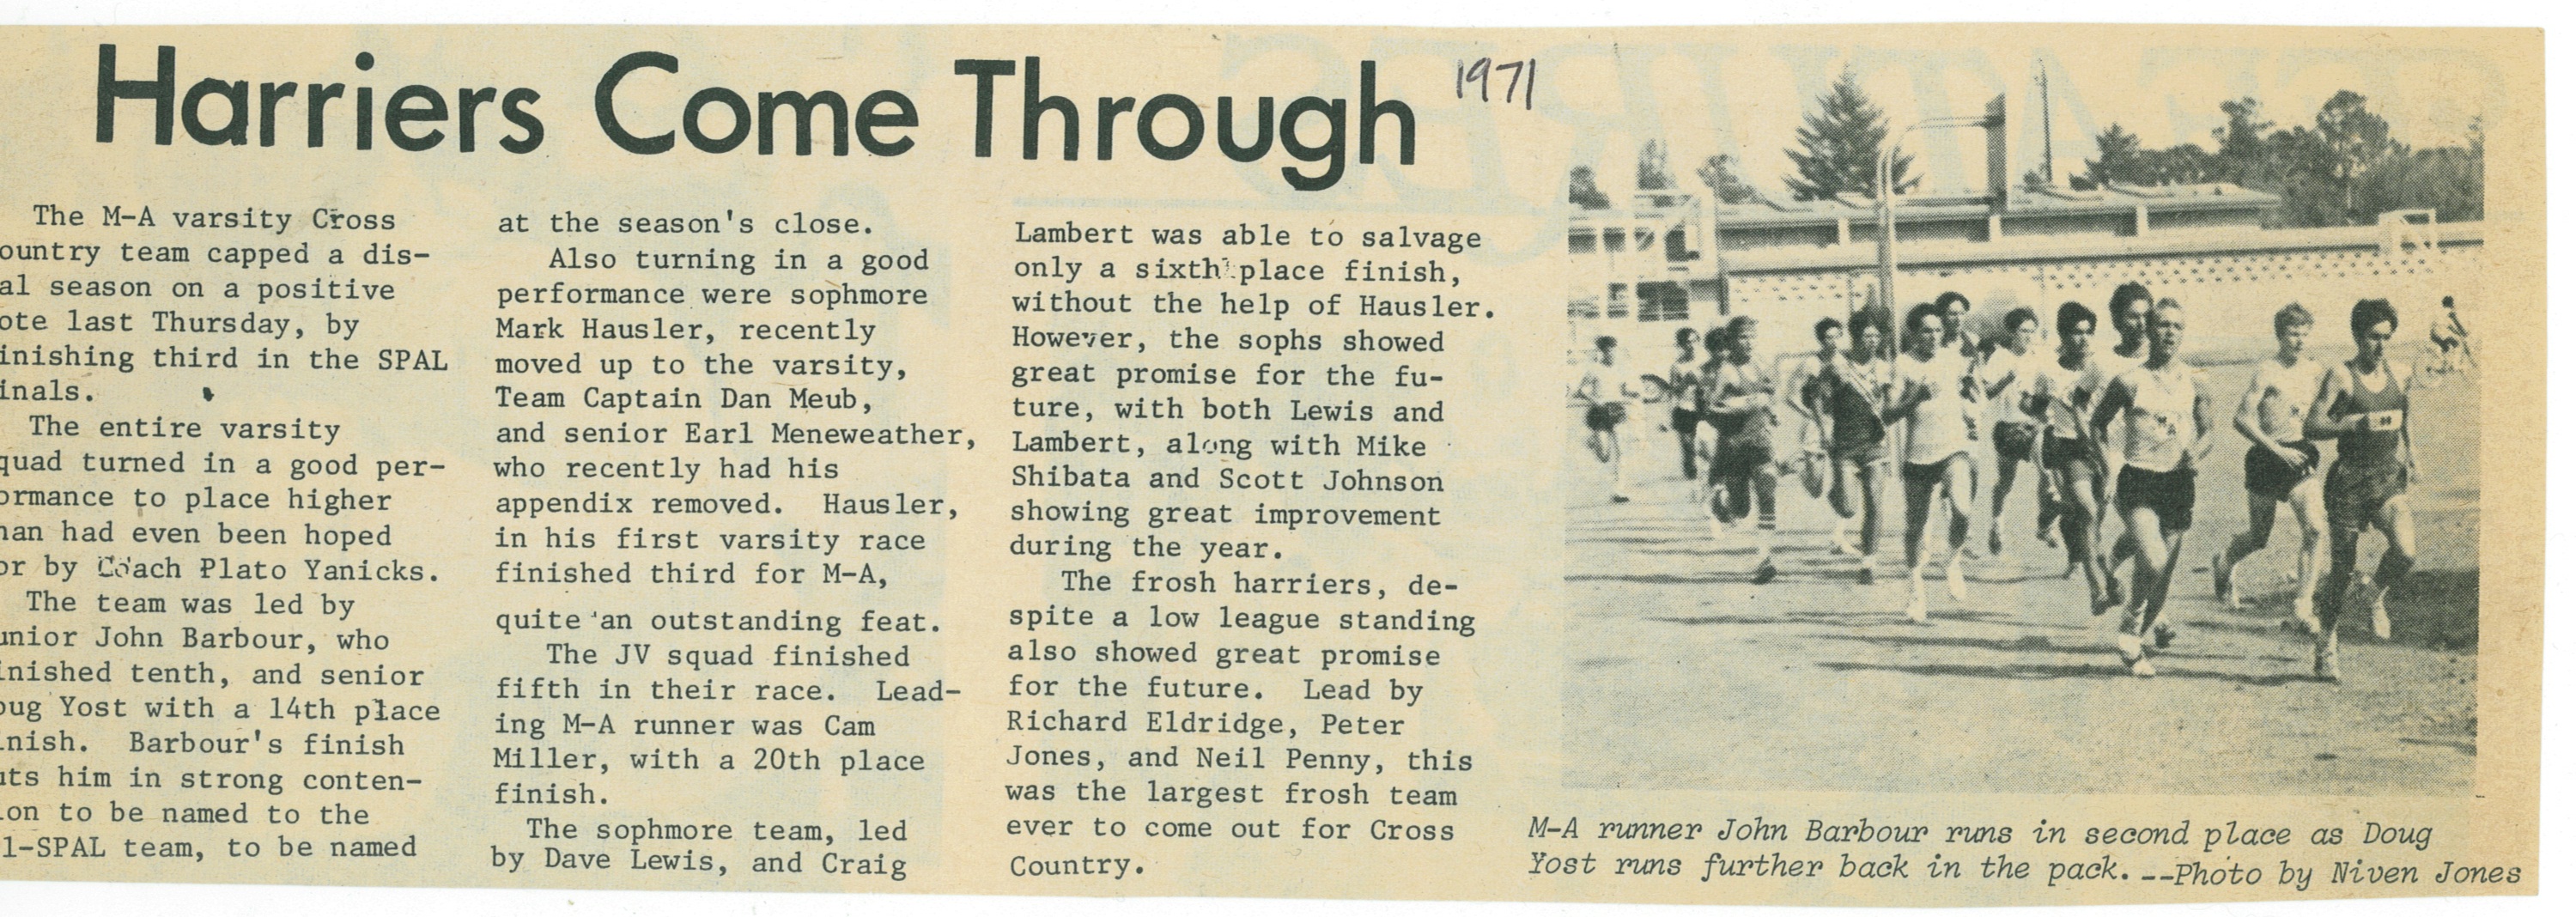 Harriers Come Through
1971
The M-A varsity Cross
ountry team capped a dis-
al season on a positive
ote last Thursday, by
inishing third in the SPAL
inals.
The entire varsity
quad turned in a good per-
ormance to place higher
han had even been hoped
or by Coach Plato Yanicks.
The team was led by
unior John Barbour, who
inished tenth, and senior
oug Yost with a 14th place
inish. Barbour's finish
uts him in strong conten-
ion to be named to the
l-SPAL team, to be named
at the season's close.
Also turning in a good
performance were sophmore
Mark Hausler, recently
moved up to the varsity,
Team Captain Dan Meub,
and senior Earl Meneweather,
who recently had his
appendix removed. Hausler,
in his first varsity race
finished third for M-A,
quite an outstanding feat.
The JV squad finished
fifth in their race. Lead-
ing M-A runner was Cam
Miller, with a 20th place
finish.
The sophmore team, led
by Dave Lewis, and Craig
Lambert was able to salvage
only a sixth place finish,
without the help of Hausler.
However, the sophs showed
great promise for the fu-
ture, with both Lewis and
Lambert, along with Mike
Shibata and Scott Johnson
showing great improvement
during the year.
The frosh harriers, de-
spite a low league standing
also showed great promise
for the future. Lead by
Richard Eldridge, Peter
Jones, and Neil Penny, this
was the largest frosh team
ever to come out for Cross
Country.
M-A runner John Barbour runs in second place as Doug
Yost runs further back in the pack. --Photo by Niven Jones